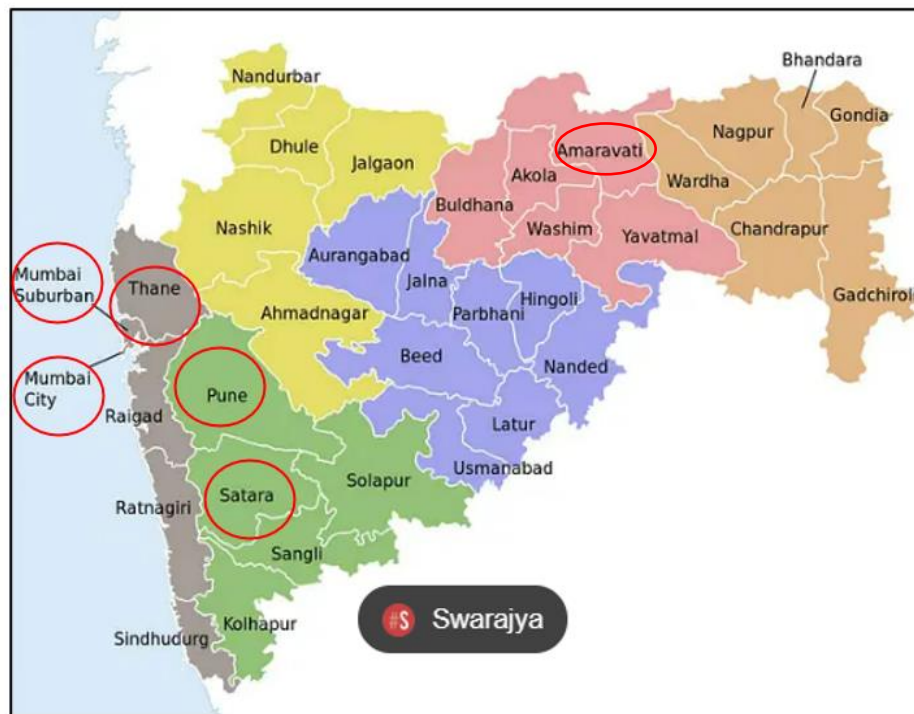 Bhandara
Nandurbar
Gondia
Nagpur
Dhule
Amaravati
Jalgaon
Akola
Wardha
Buldhana
Nashik
Washim
Chandrapur
Yavatmal
Aurangabad
Mumbai
Suburban
Jalna
Thane
Hingoli
Gadchiroli
Ahmadnagar
Parbhani
Beed
Nanded
Mumbai
City
Pune
Raigad
Latur
Usmanabad
Solapur
Satara
Ratnagiri
Sangli
#S Swarajya
Kolhapur
Sindhudurg